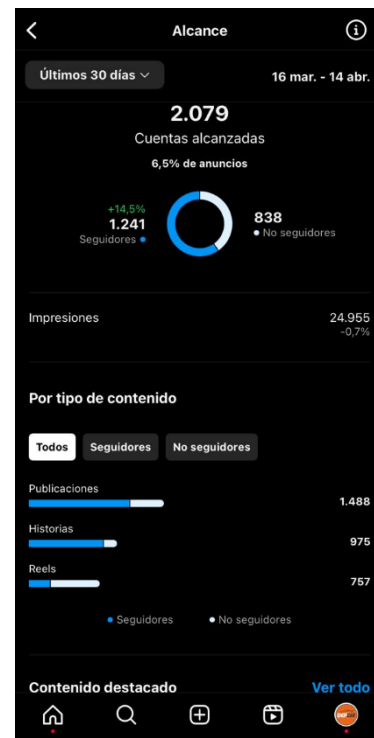 Alcance
Últimos 30 días
16 mar. - 14 abr.
2.079
Cuentas alcanzadas
6,5% de anuncios
+14,5%
1.241
Seguidores
838
No seguidores
Impresiones
24.955
-0,7%
Por tipo de contenido
Todos Seguidores No seguidores
Publicaciones
1.488
Historias
975
Reels
757
Seguidores No seguidores
Contenido destacado Ver todo